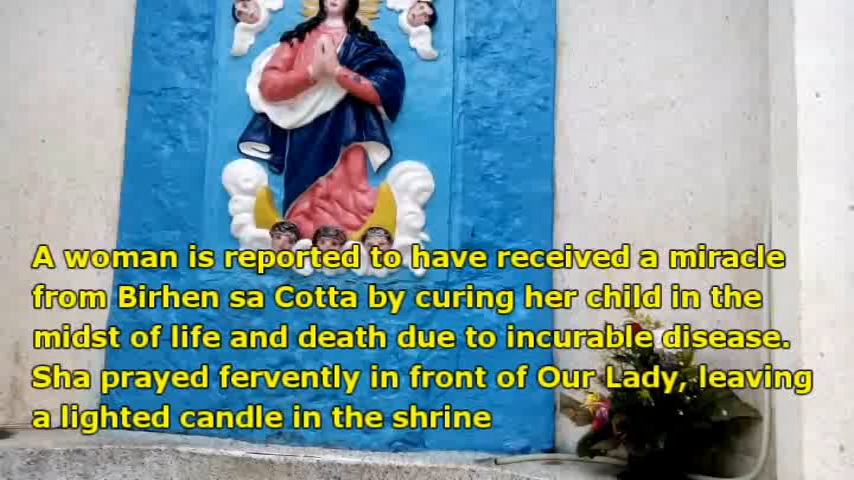 A woman is reported to have received a miracle
from Birhen sa Cotta by curing her child in the
midst of life and death due to incurable disease.
Sha prayed fervently in front of Our Lady, leaving
a lighted candle in the shrine